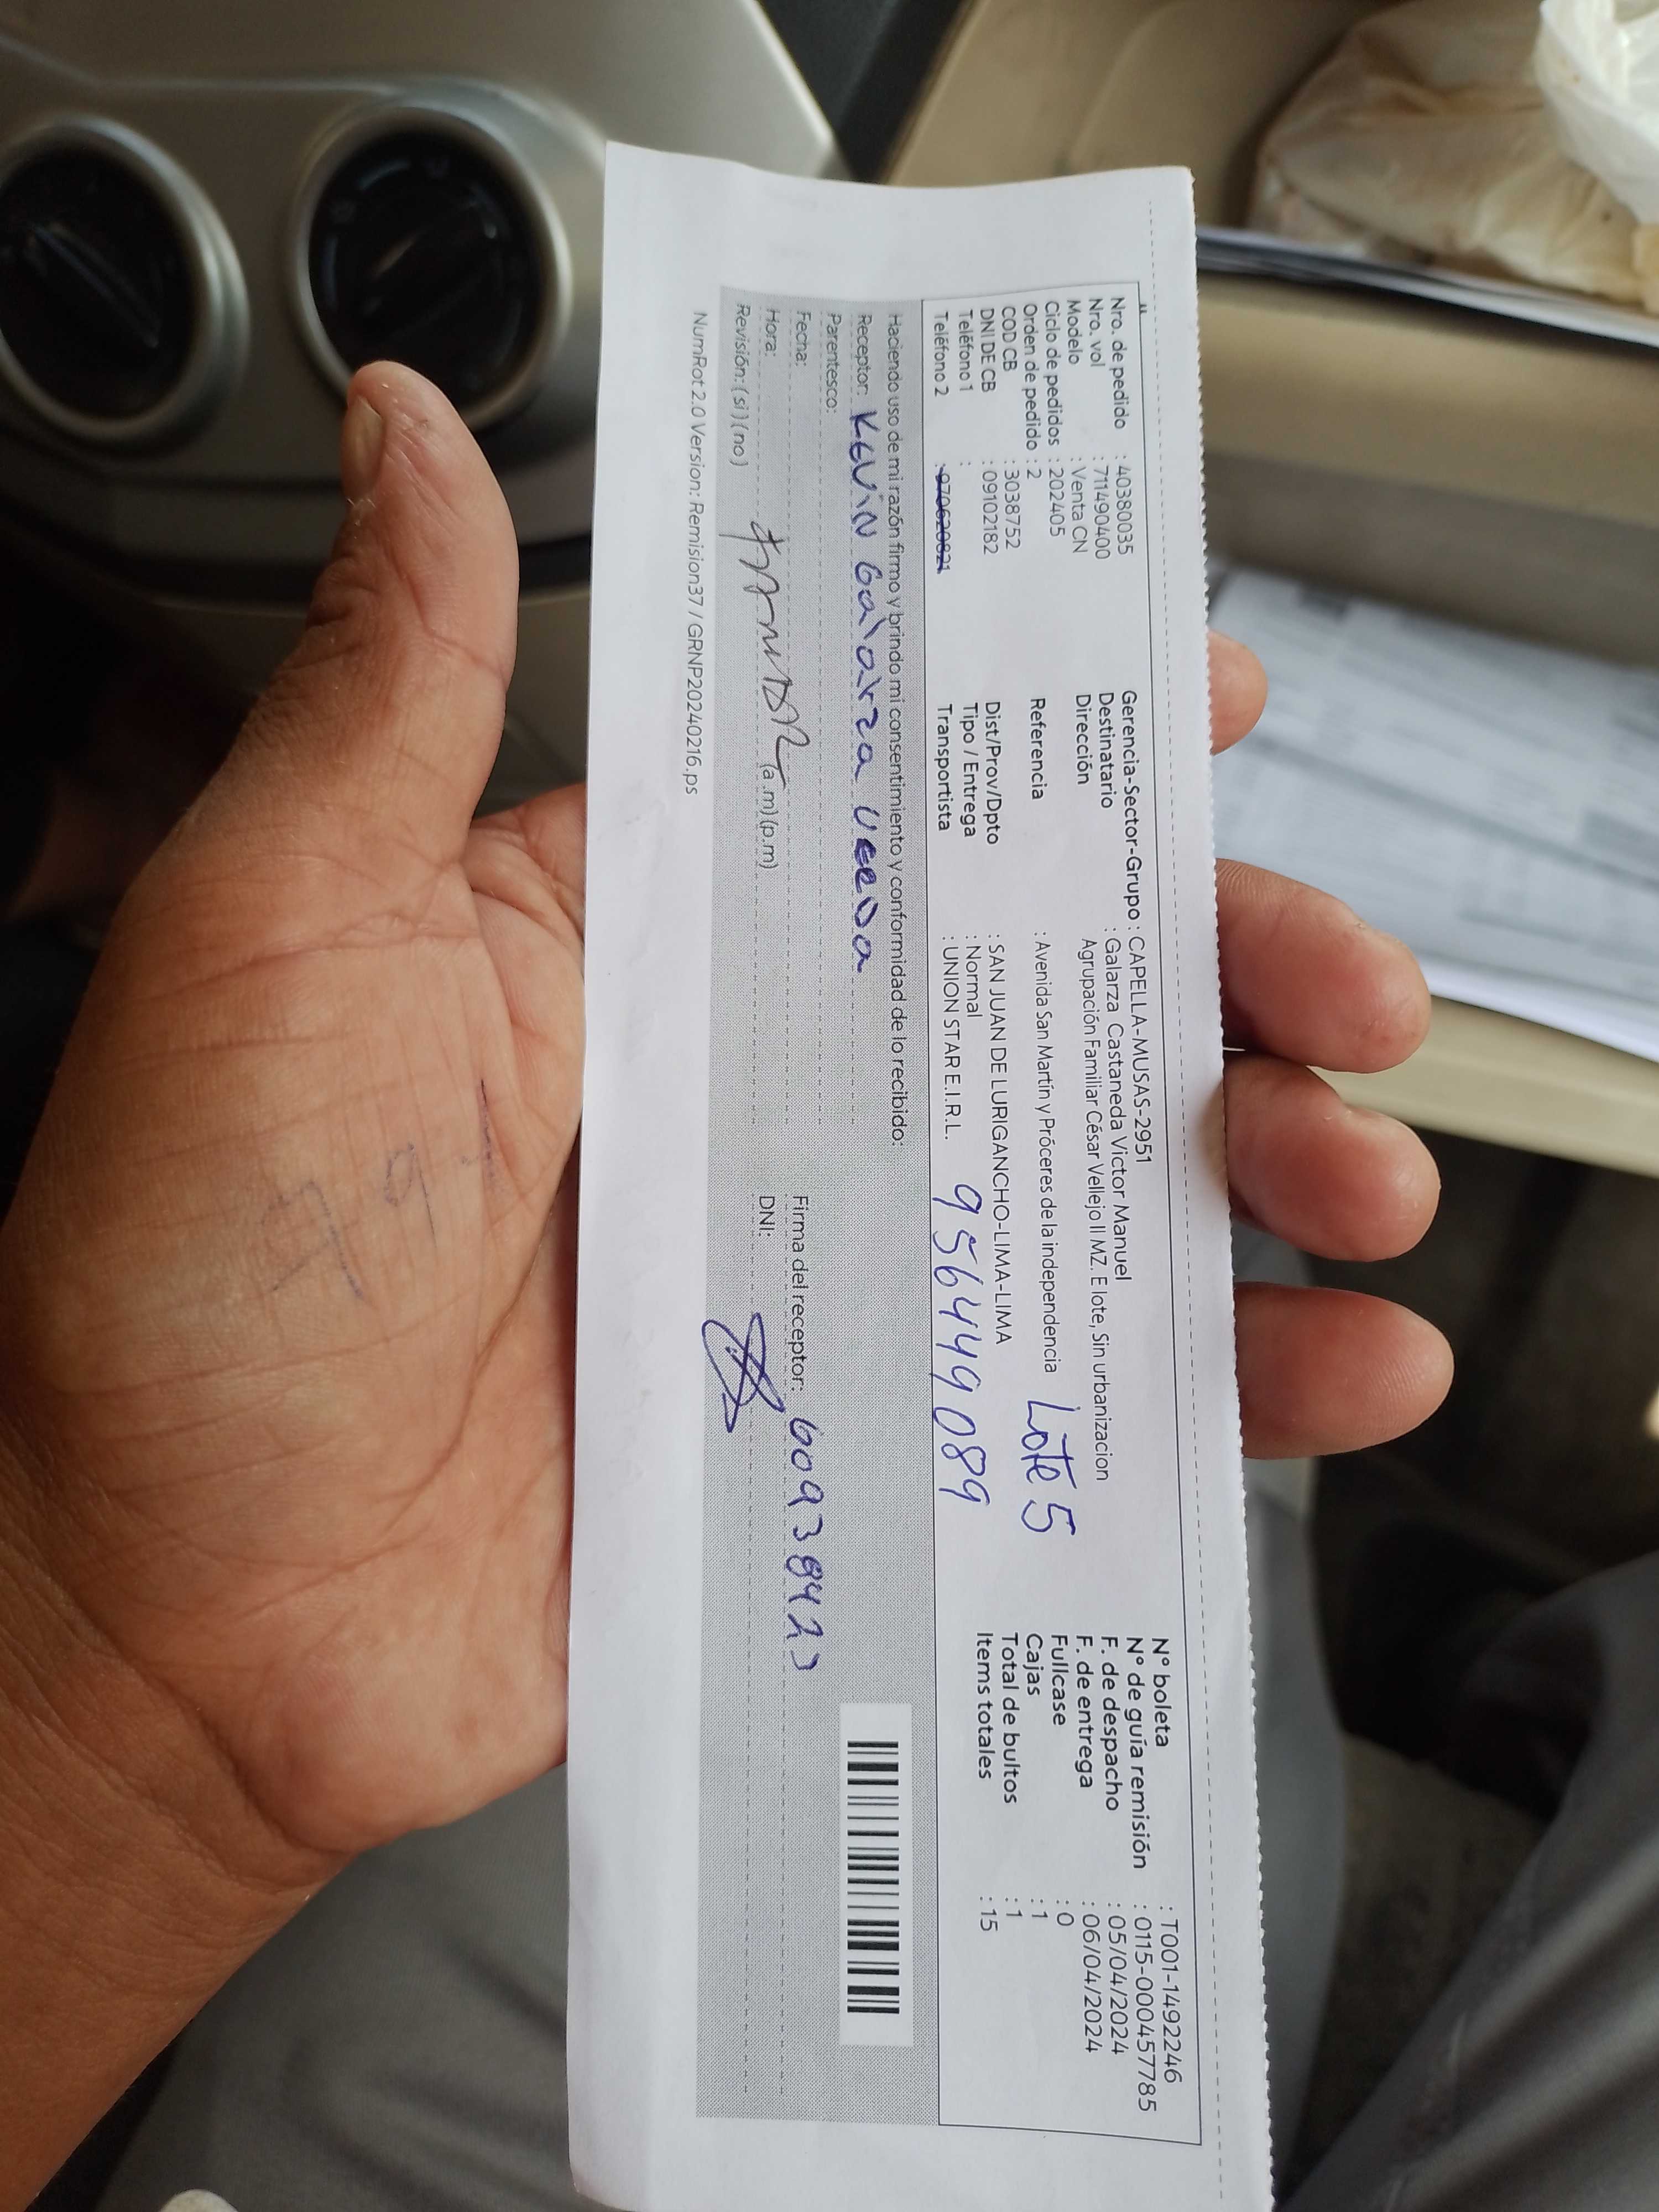 Nro. de pedido : 40380035
Nro. vol : 711490400
Modelo : Venta CN
Ciclo de pedidos : 202405
Orden de pedido : 2
COD CB : 3038752
DNI DE CB : 09102182
Teléfono 1 :
Teléfono 2 : 970620821
Gerencia-Sector-Grupo : CAPELLA-MUSAS-2951
Destinatario : Galarza Castaneda Victor Manuel
Dirección Agrupación Familiar César Vellejo II MZ. E lote, Sin urbanizacion
Referencia : Avenida San Martín y Próceres de la independencia Lote 5
Dist/Prov/Dpto : SAN JUAN DE LURIGANCHO-LIMA-LIMA
Tipo / Entrega : Normal
Transportista : UNION STAR E.I.R.L. 956449089
N° boleta : T001-1492246
N° de guía remisión : 0115-000457785
F. de despacho : 05/04/2024
F. de entrega : 06/04/2024
Fullcase : 0
Cajas : 1
Total de bultos : 1
Items totales : 15
Haciendo uso de mi razón firmo y brindo mi consentimiento y conformidad de lo recibido:
Receptor: Kevin Galarza
Parentesco:
Fecha:
Hora: (a.m)(p.m)
Revisión: (si)(no)
Firma del receptor: 60938423
DNI:
NumRot 2.0 Version: Remision37 / GRNP20240216.ps